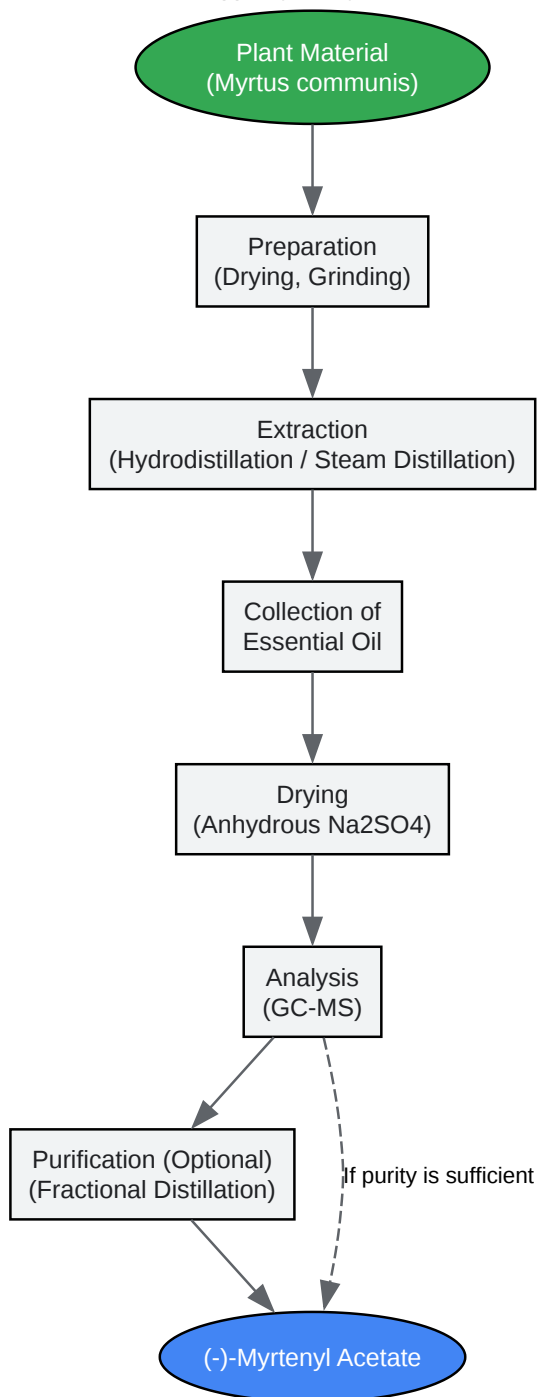 Plant Material
(Myrtus communis)
Preparation
(Drying, Grinding)
Extraction
(Hydrodistillation / Steam Distillation)
Collection of
Essential Oil
Drying
(Anhydrous Na2SO4)
Analysis
(GC-MS)
Purification (Optional)
(Fractional Distillation)
If purity is sufficient
(-)-Myrtenyl Acetate